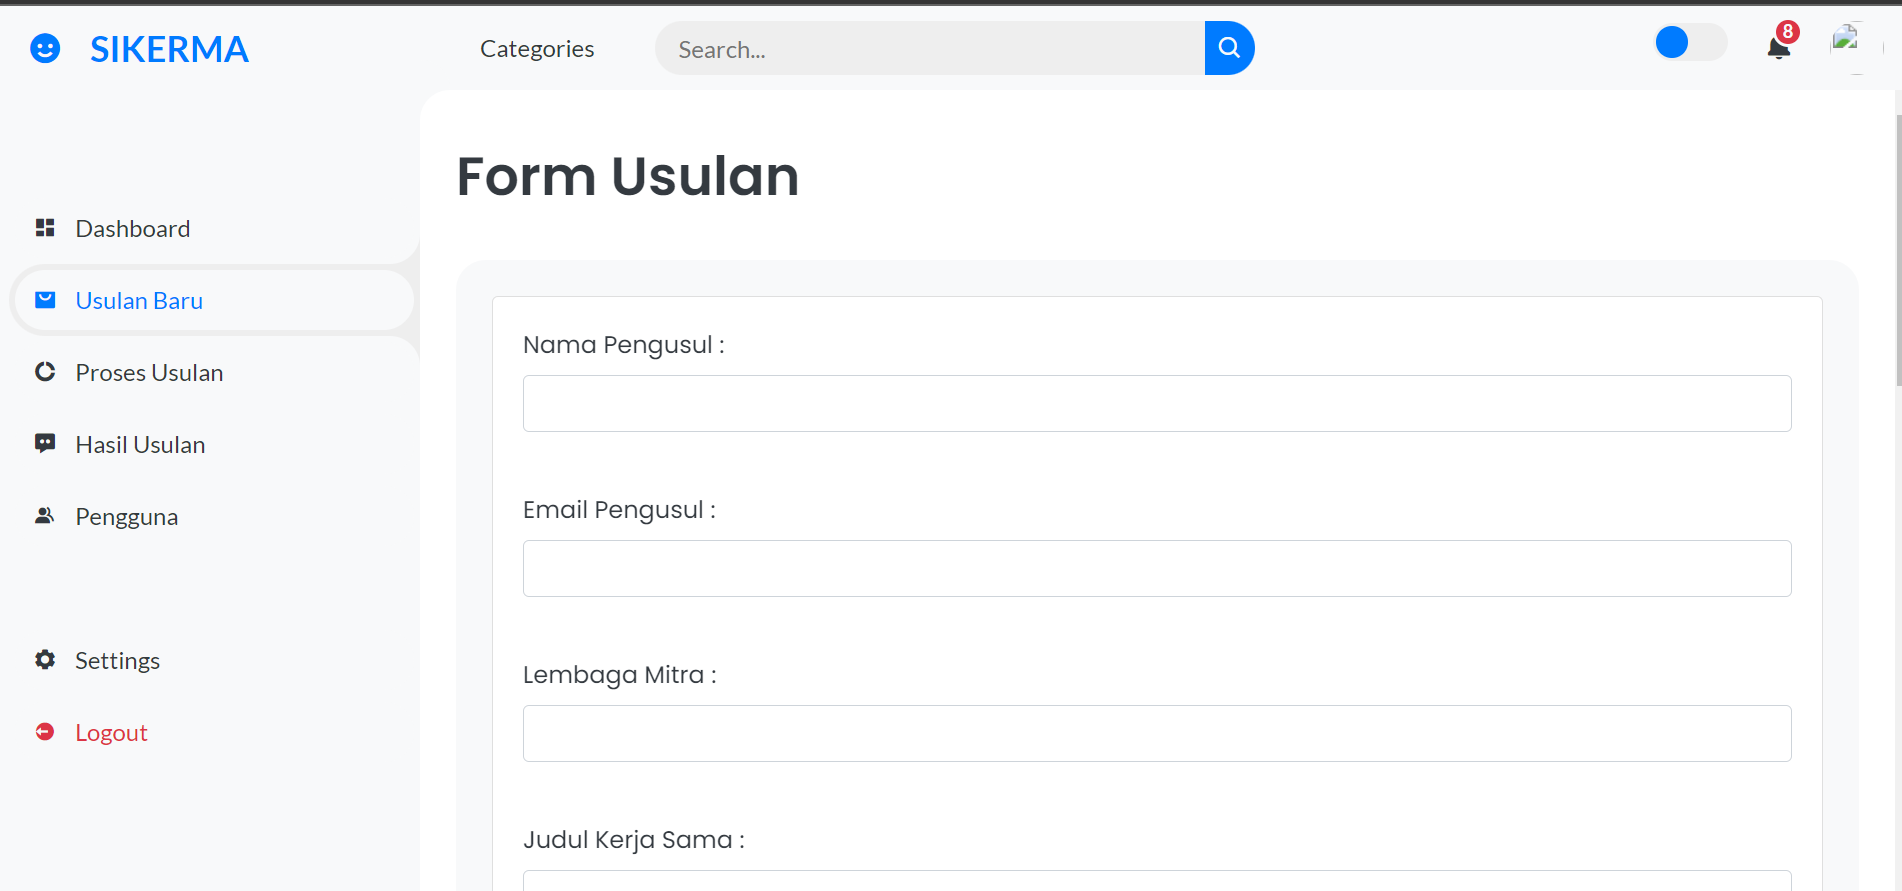 SIKERMA
Categories
Search...
8
Dashboard
Usulan Baru
Proses Usulan
Hasil Usulan
Pengguna
Settings
Logout
Form Usulan
Nama Pengusul :
Email Pengusul :
Lembaga Mitra :
Judul Kerja Sama :